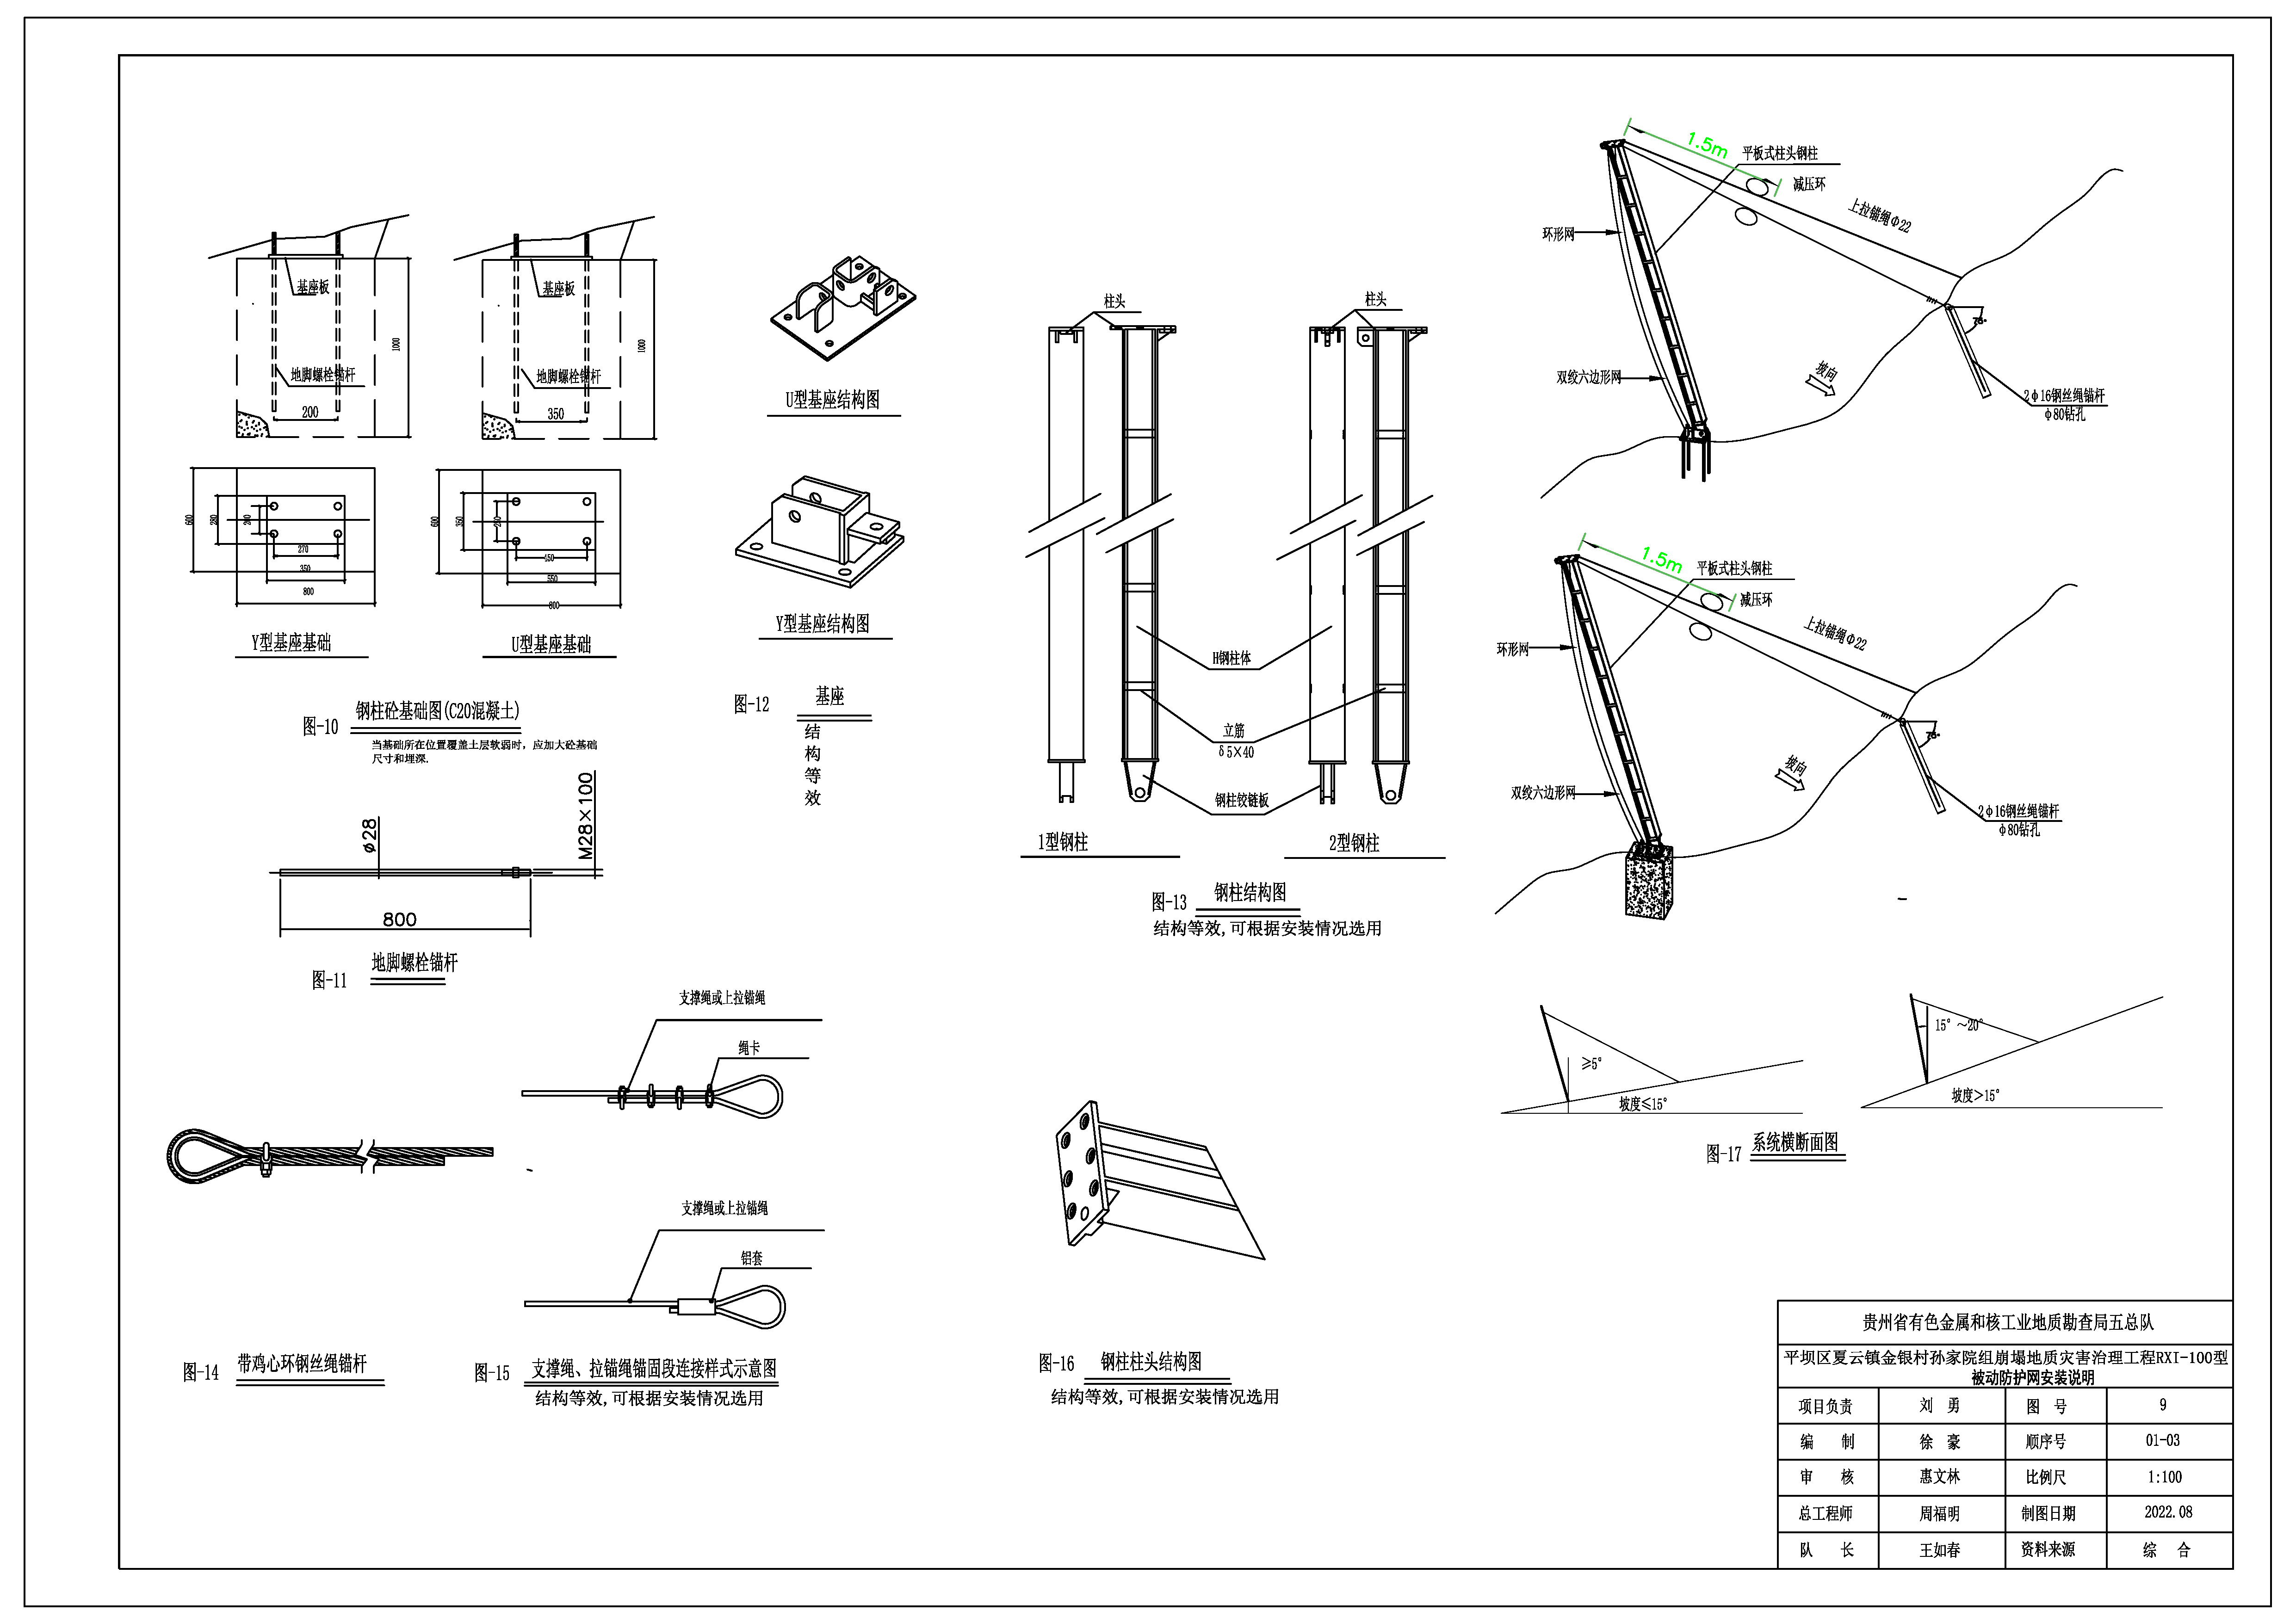 基座板
地脚螺栓锚杆
200
1000
基座板
地脚螺栓锚杆
350
1000
600
280
200
270
350
800
Y型基座基础
600
350
450
550
800
U型基座基础
图-10 钢柱砼基础图(C20混凝土)
当基础所在位置覆盖土层软弱时，应加大砼基础
尺寸和埋深.
U型基座结构图
Y型基座结构图
图-12 基座
结
构
等
效
ϕ28
M28×100
800
图-11 地脚螺栓锚杆
柱头
柱头
H钢柱体
立筋
δ5×40
钢柱铰链板
1型钢柱
2型钢柱
图-13 钢柱结构图
结构等效,可根据安装情况选用
1.5m
平板式柱头钢柱
减压环
上拉锚绳Φ22
环形网
双绞六边形网
坡向
2ϕ16钢丝绳锚杆
ϕ80钻孔
1.5m
平板式柱头钢柱
减压环
上拉锚绳Φ22
环形网
双绞六边形网
坡向
2ϕ16钢丝绳锚杆
ϕ80钻孔
≥5°
坡度≤15°
15°～20°
坡度>15°
图-17 系统横断面图
图-14 带鸡心环钢丝绳锚杆
支撑绳或上拉锚绳
绳卡
支撑绳或上拉锚绳
铝套
图-15 支撑绳、拉锚绳锚固段连接样式示意图
结构等效,可根据安装情况选用
图-16 钢柱柱头结构图
结构等效,可根据安装情况选用
贵州省有色金属和核工业地质勘查局五总队
平坝区夏云镇金银村孙家院组崩塌地质灾害治理工程RXI-100型
被动防护网安装说明
项目负责 刘 勇 图 号 9
编 制 徐 豪 顺序号 01-03
审 核 惠文林 比例尺 1:100
总工程师 周福明 制图日期 2022.08
队 长 王如春 资料来源 综 合